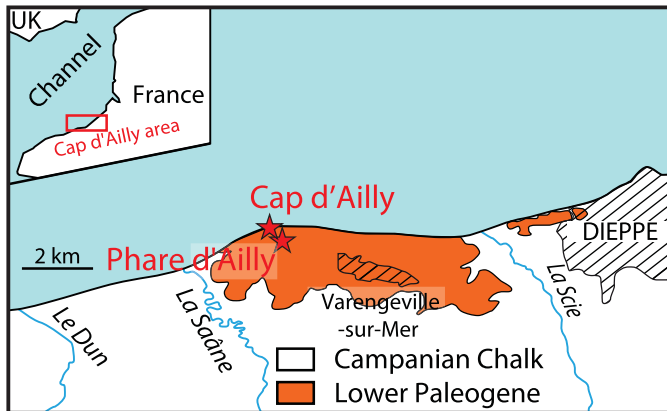 UK
Channel
France
Cap d'Ailly area
Cap d’Ailly
DIEPPE
2 km
Phare d'Ailly
La Scie
La Saâne
Varengeville
-sur-Mer
Le Dun
Campanian Chalk
Lower Paleogene